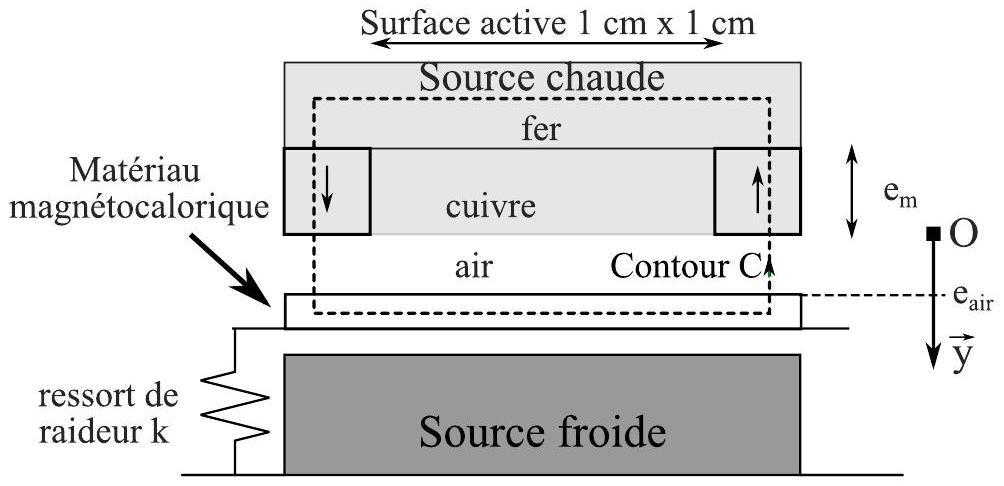 Surface active 1 cm x 1 cm
Source chaude
fer
Matériau
magnétocalorique
cuivre
e_m
O
air
Contour C
e_air
y
ressort de
raideur k
Source froide